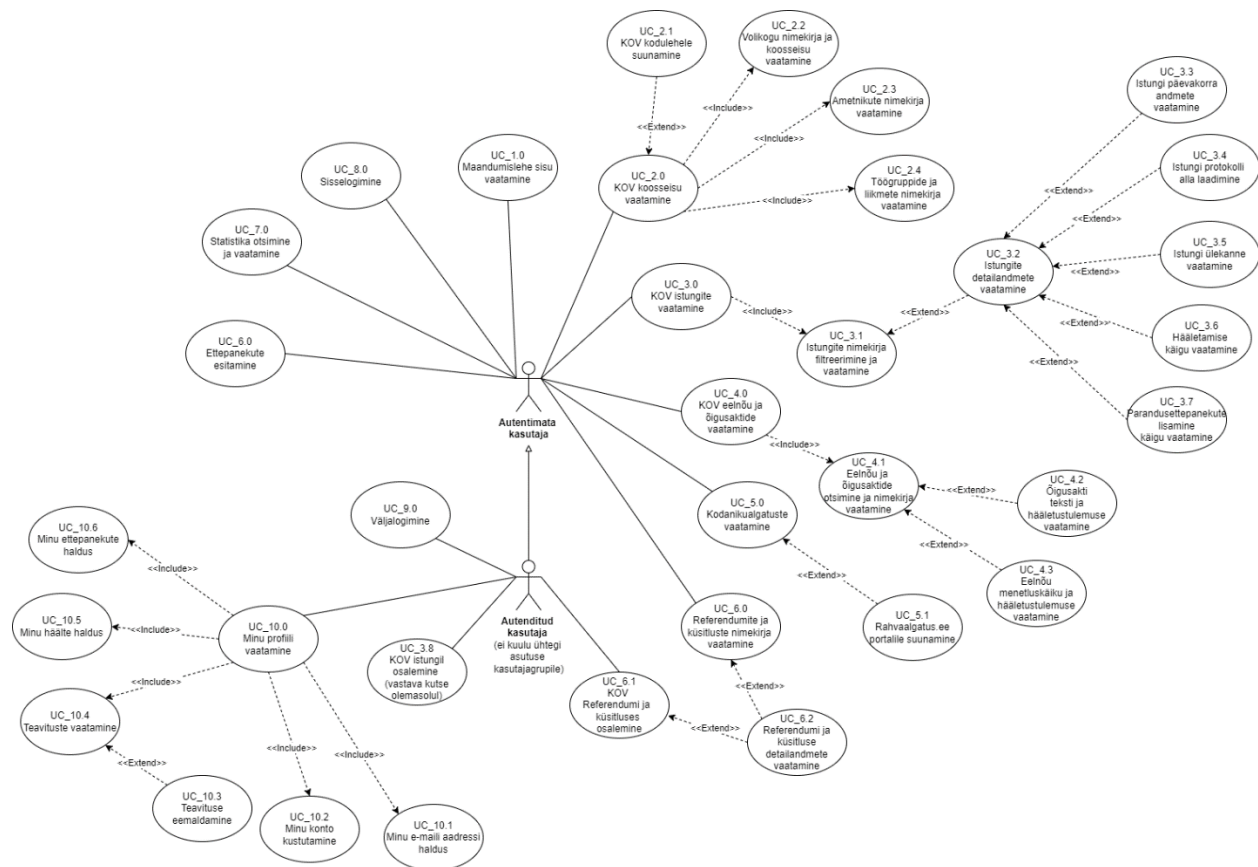 UC_2.1
KOV kodulehele
suunamine
UC_2.2
Volikogu nimekirja ja
koosseisu
vaatamine
UC_2.3
Ametnikute nimekirja
vaatamine
UC_2.4
Töögruppide ja
liikmete nimekirja
vaatamine
<<Extend>>
<<Include>>
<<Include>>
<<Include>>
UC_2.0
KOV koosseisu
vaatamine
UC_1.0
Maandumislehe sisu
vaatamine
UC_8.0
Sisselogimine
UC_7.0
Statistika otsimine
ja vaatamine
UC_6.0
Ettepanekute
esitamine
UC_3.0
KOV istungite
vaatamine
<<Include>>
UC_3.1
Istungite nimekirja
filtreerimine ja
vaatamine
<<Extend>>
UC_3.2
Istungite
detailandmete
vaatamine
UC_3.3
Istungi päevakorra
andmete
vaatamine
<<Extend>>
UC_3.4
Istungi protokolli
alla laadimine
<<Extend>>
UC_3.5
Istungi ülekanne
vaatamine
<<Extend>>
UC_3.6
Hääletamise
käigu vaatamine
<<Extend>>
UC_3.7
Parandusettepanekute
lisamine
käigu vaatamine
<<Extend>>
Autentimata
kasutaja
UC_4.0
KOV eelnõu ja
õigusaktide
vaatamine
<<Include>>
UC_4.1
Eelnõu ja
õigusaktide
otsimine ja nimekirja
vaatamine
<<Extend>>
UC_4.2
Õigusakti
teksti ja
hääletustulemuse
vaatamine
<<Extend>>
UC_4.3
Eelnõu
menetluskäiku ja
hääletustulemuse
vaatamine
UC_5.0
Kodanikualgatuste
vaatamine
<<Extend>>
UC_5.1
Rahvaalgatus.ee
portalile suunamine
UC_6.0
Referendumite ja
küsitluste nimekirja
vaatamine
<<Extend>>
UC_6.2
Referendumi ja
küsitluse
detailandmete
vaatamine
<<Extend>>
UC_6.1
KOV
Referendumi ja
küsitluses
osalemine
UC_9.0
Väljalogimine
Autenditud
kasutaja
(ei kuulu ühtegi
asutuse
kasutajagrupile)
UC_3.8
KOV istungil
osalemine
(vastava kutse
olemasolul)
UC_10.0
Minu profiili
vaatamine
UC_10.6
Minu ettepanekute
haldus
<<Include>>
UC_10.5
Minu häälte haldus
<<Include>>
UC_10.4
Teavituste vaatamine
<<Include>>
<<Extend>>
UC_10.3
Teavituse
eemaldamine
<<Include>>
UC_10.2
Minu konto
kustutamine
<<Include>>
UC_10.1
Minu e-maili aadressi
haldus